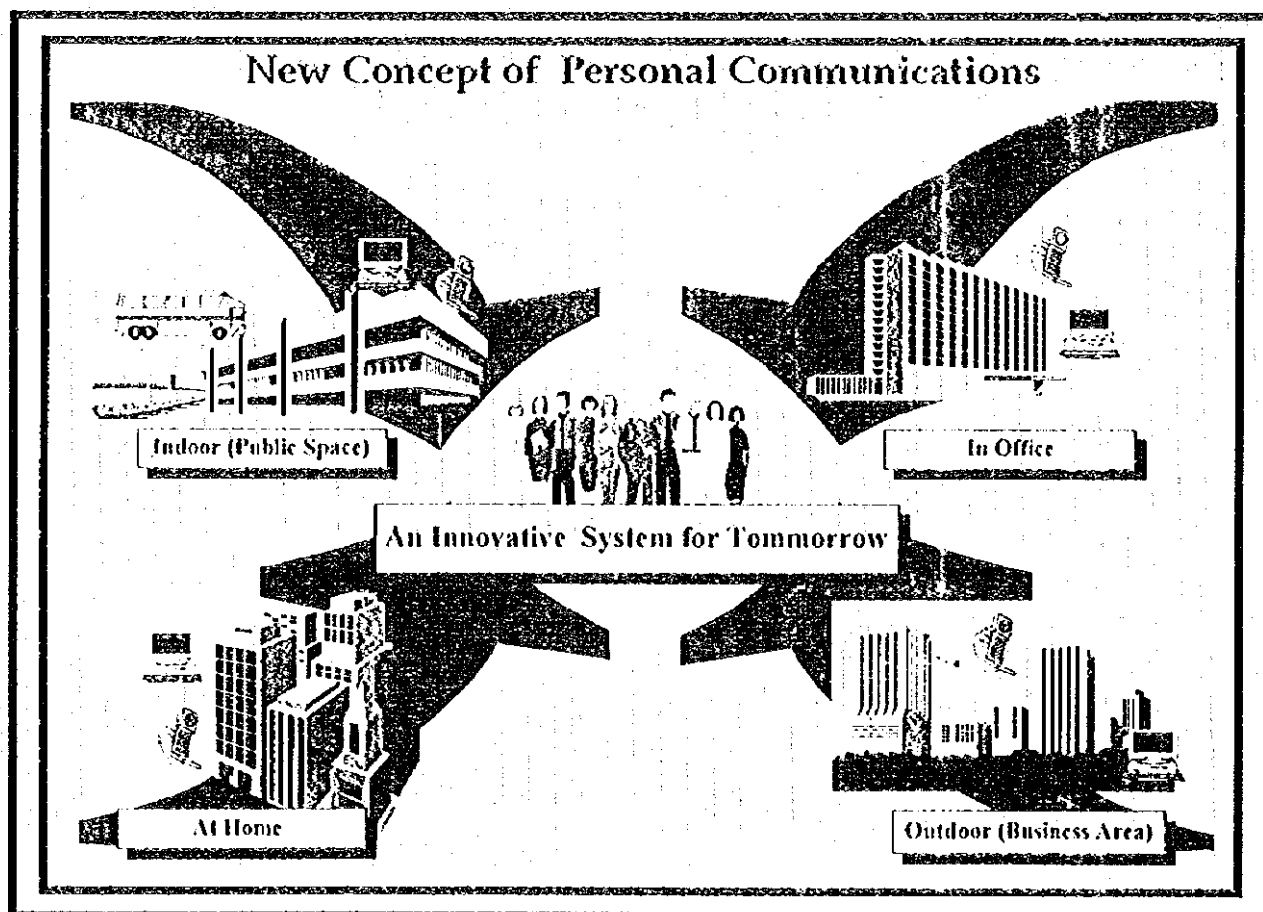 New Concept of Personal Communications
Indoor (Public Space)
In Office
An Innovative System for Tommorrow
At Home
Outdoor (Business Area)